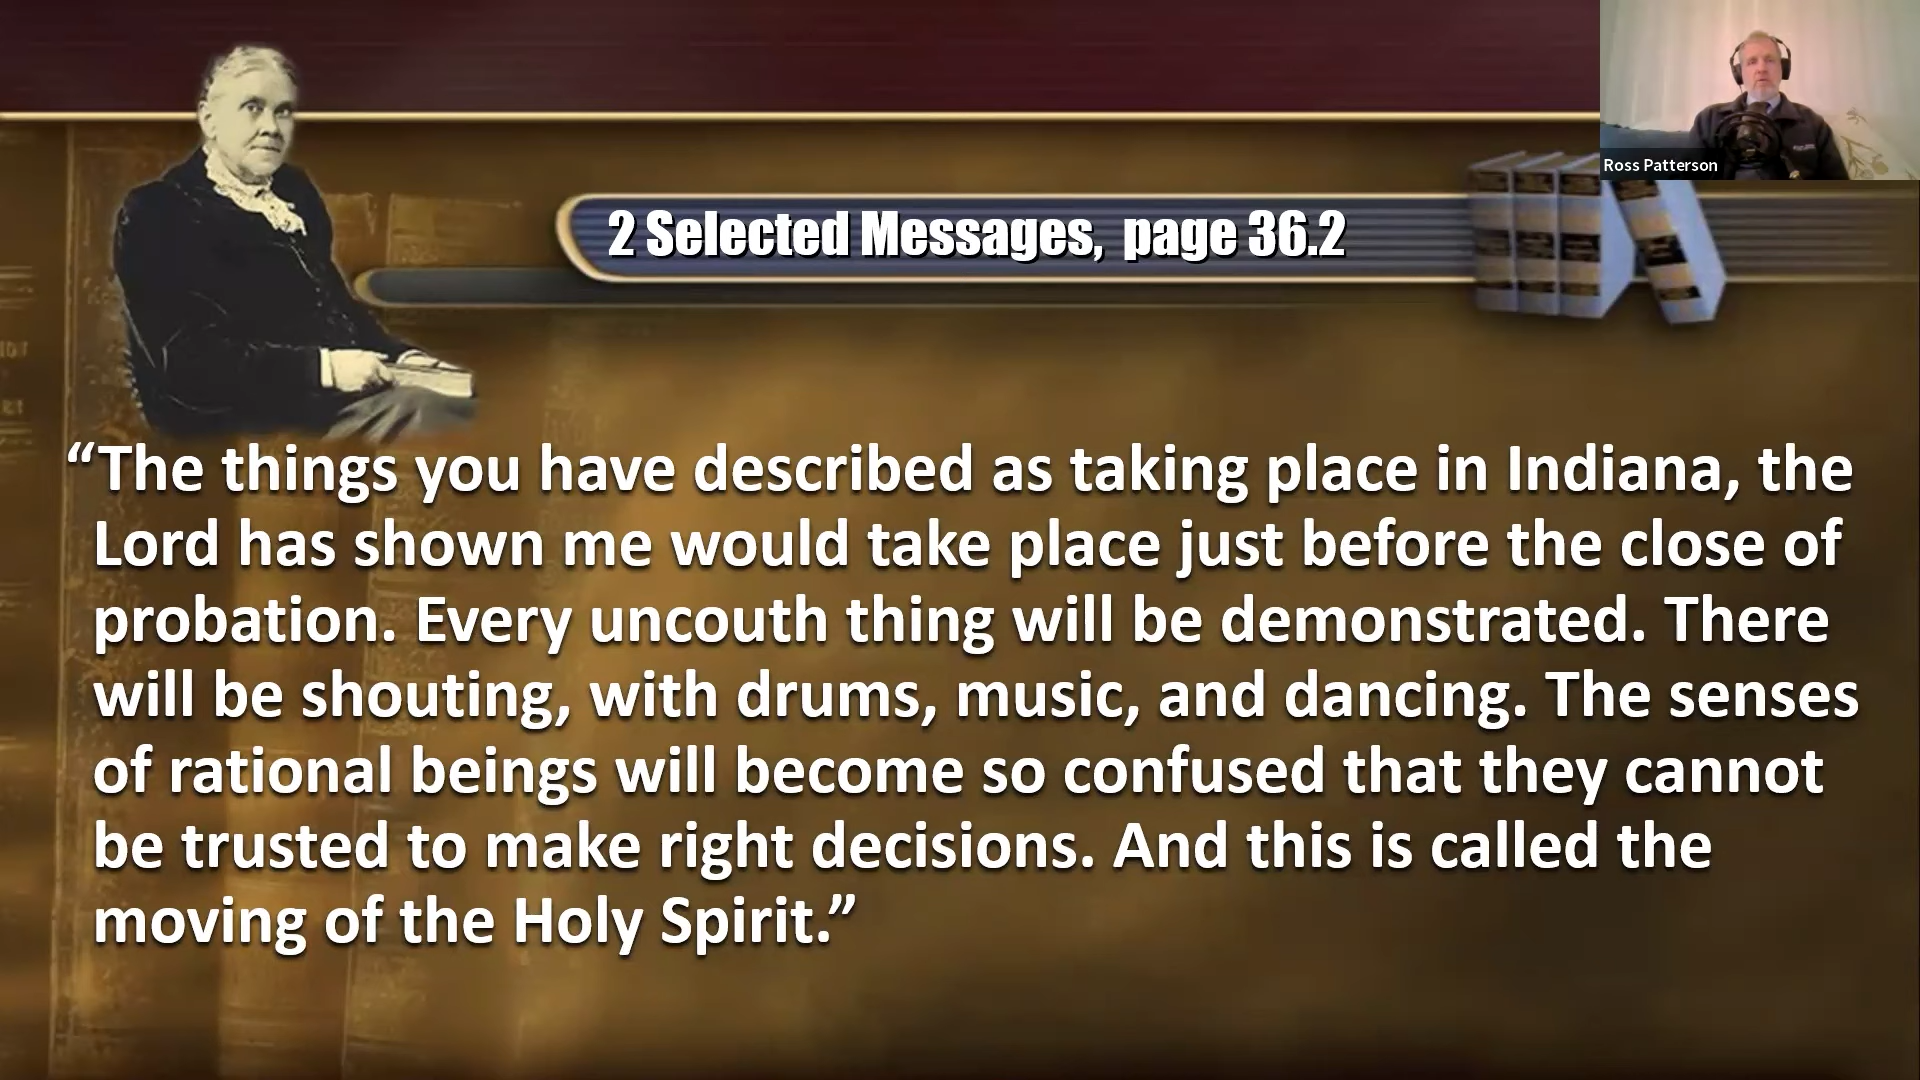 Ross Patterson
2 Selected Messages, page 36.2
“The things you have described as taking place in Indiana, the
Lord has shown me would take place just before the close of
probation. Every uncouth thing will be demonstrated. There
will be shouting, with drums, music, and dancing. The senses
of rational beings will become so confused that they cannot
be trusted to make right decisions. And this is called the
moving of the Holy Spirit.”